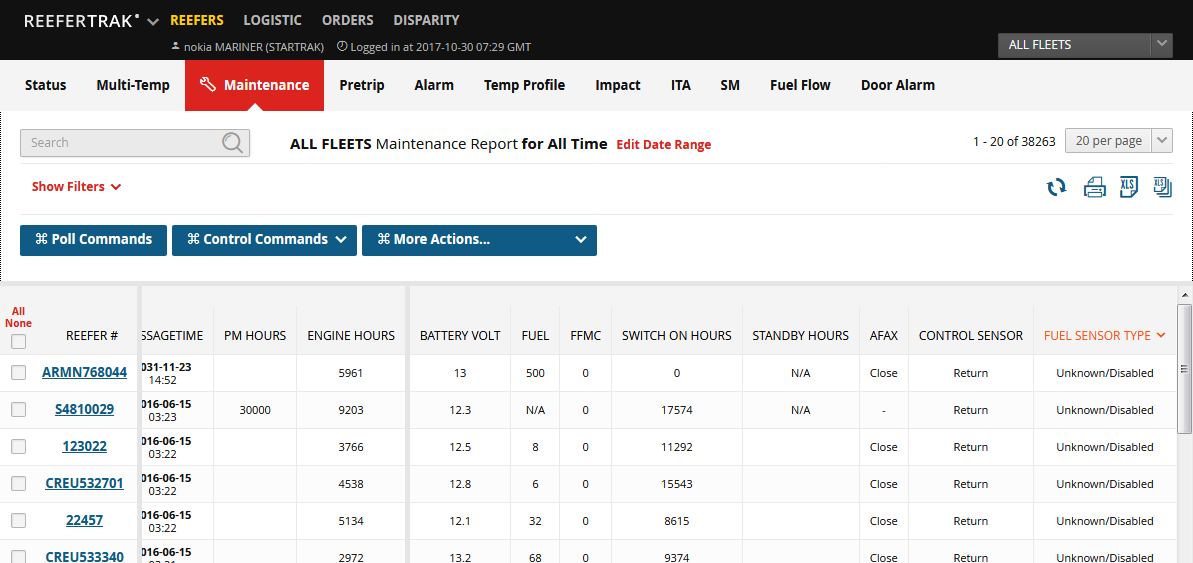 REEFERTRAK REEFERS LOGISTIC ORDERS DISPARITY
nokia MARINER (STARTRAK) Logged in at 2017-10-30 07:29 GMT
ALL FLEETS
Status Multi-Temp Maintenance Pretrip Alarm Temp Profile Impact ITA SM Fuel Flow Door Alarm
Search
ALL FLEETS Maintenance Report for All Time Edit Date Range
1 - 20 of 38263 20 per page
Show Filters
XLS XLS
⌘ Poll Commands ⌘ Control Commands ⌘ More Actions...
All
None
REEFER # SSAGETIME PM HOURS ENGINE HOURS BATTERY VOLT FUEL FFMC SWITCH ON HOURS STANDBY HOURS AFAX CONTROL SENSOR FUEL SENSOR TYPE
ARMN768044 031-11-23 14:52 5961 13 500 0 0 N/A Close Return Unknown/Disabled
S4810029 016-06-15 03:23 30000 9203 12.3 N/A 0 17574 N/A - Return Unknown/Disabled
123022 016-06-15 03:22 3766 12.5 8 0 11292 Close Return Unknown/Disabled
CREU532701 016-06-15 03:22 4538 12.8 6 0 15543 Close Return Unknown/Disabled
22457 016-06-15 03:22 5134 12.1 32 0 8615 Close Return Unknown/Disabled
CREU533340 016-06-15 2972 13.2 68 0 9374 Close Return Unknown/Disabled